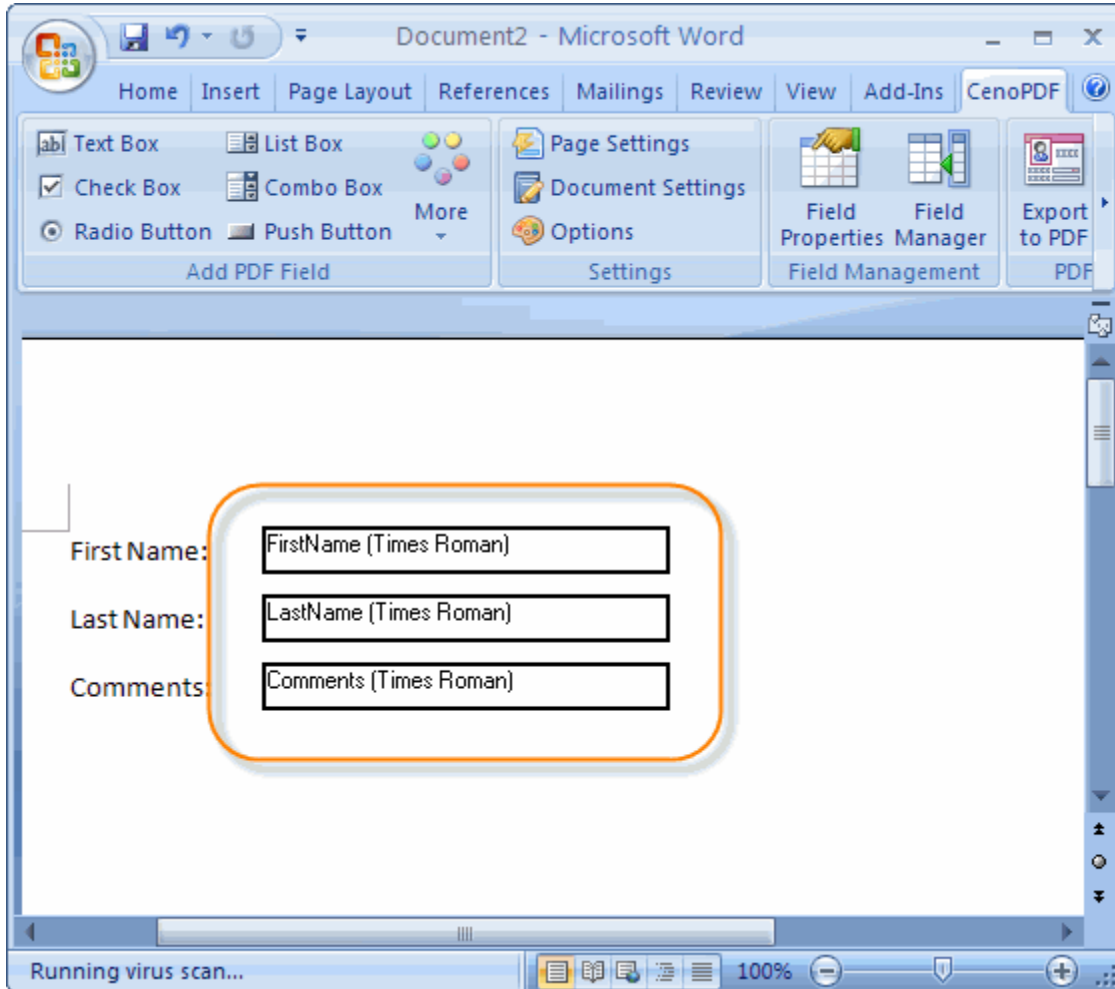 Document2 - Microsoft Word
Home Insert Page Layout References Mailings Review View Add-Ins CenoPDF
Text Box List Box Page Settings
Check Box Combo Box Document Settings
Radio Button Push Button More Options Field Properties Field Manager Export to PDF
Add PDF Field Settings Field Management PDF
First Name: FirstName (Times Roman)
Last Name: LastName (Times Roman)
Comments: Comments (Times Roman)
Running virus scan... 100%